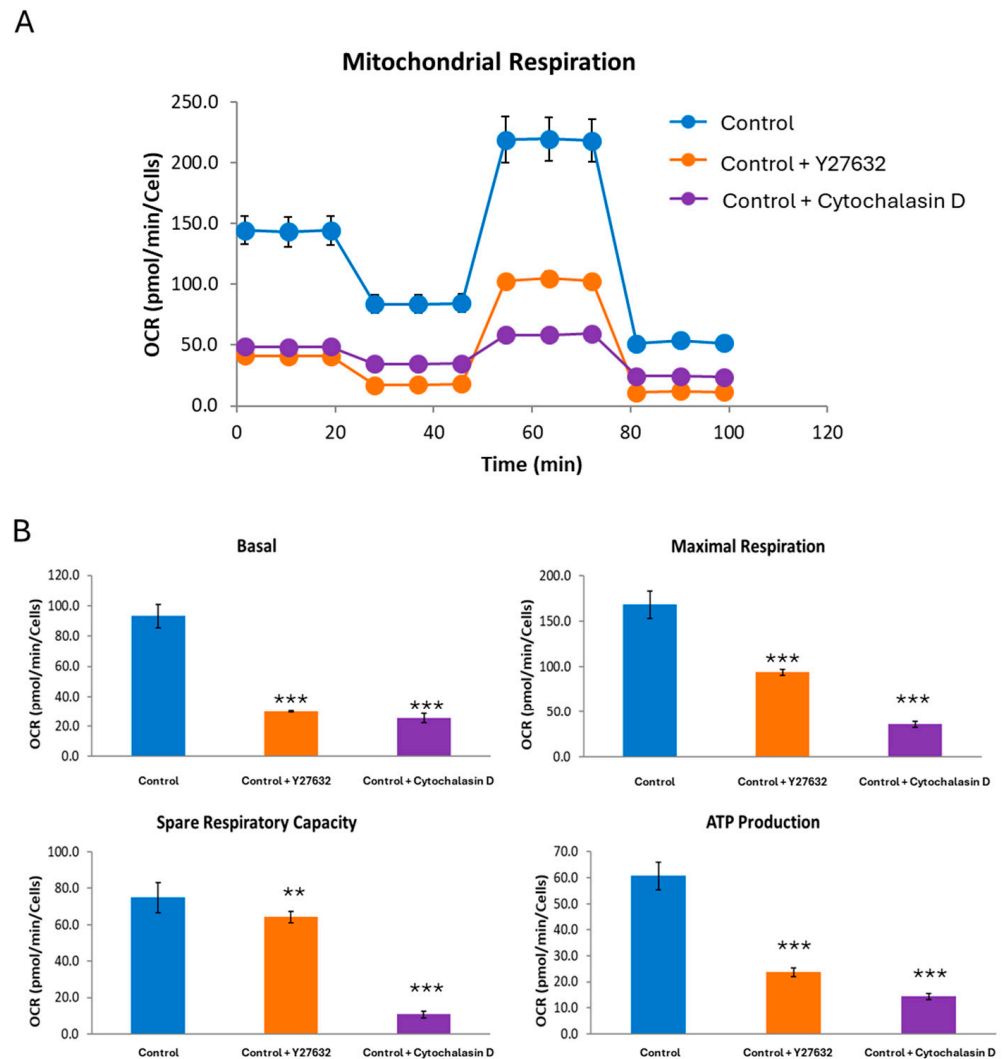 A
Mitochondrial Respiration
250.0
200.0
150.0
100.0
50.0
0.0
OCR (pmol/min/Cells)
0 20 40 60 80 100 120
Time (min)
Control
Control + Y27632
Control + Cytochalasin D
B
Basal
120.0
100.0
80.0
60.0
40.0
20.0
0.0
OCR (pmol/min/Cells)
***
***
Control Control + Y27632 Control + Cytochalasin D
Maximal Respiration
200.0
150.0
100.0
50.0
0.0
OCR (pmol/min/Cells)
***
***
Control Control + Y27632 Control + Cytochalasin D
Spare Respiratory Capacity
100.0
80.0
60.0
40.0
20.0
0.0
OCR (pmol/min/Cells)
**
***
Control Control + Y27632 Control + Cytochalasin D
ATP Production
70.0
60.0
50.0
40.0
30.0
20.0
10.0
0.0
OCR (pmol/min/Cells)
***
***
Control Control + Y27632 Control + Cytochalasin D